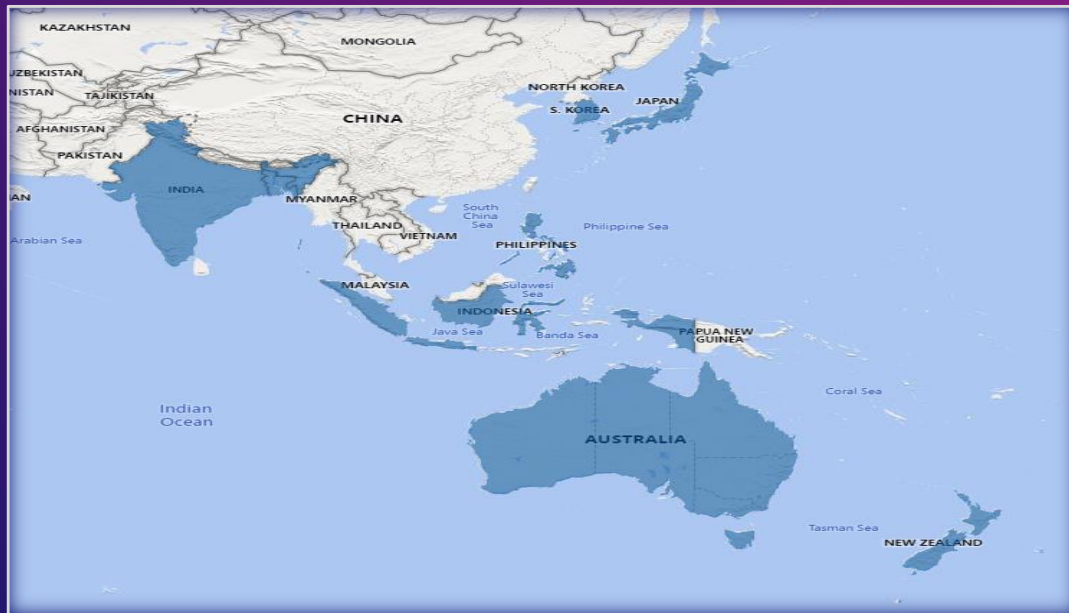 KAZAKHSTAN
MONGOLIA
UZBEKISTAN
TAJIKISTAN
NISTAN
AFGHANISTAN
PAKISTAN
CHINA
NORTH KOREA
S. KOREA
JAPAN
AN
INDIA
MYANMAR
Arabian Sea
THAILAND
VIETNAM
South
China
Sea
PHILIPPINES
Philippine Sea
MALAYSIA
Sulawesi
Sea
INDONESIA
Java Sea
Banda Sea
PAPUA NEW
GUINEA
Indian
Ocean
Coral Sea
AUSTRALIA
Tasman Sea
NEW ZEALAND